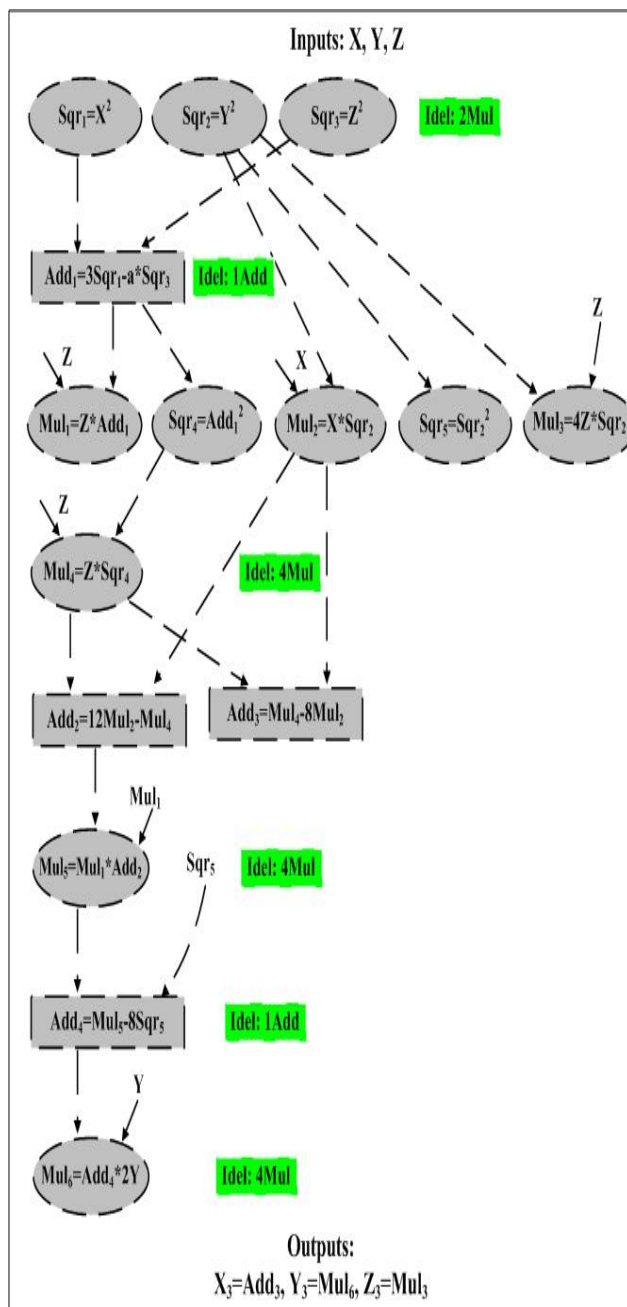 Inputs: X, Y, Z
Sqr₁=X²
Sqr₂=Y²
Sqr₃=Z²
Idel: 2Mul
Add₁=3Sqr₁-a*Sqr₃
Idel: 1Add
Z
X
Z
Mul₁=Z*Add₁
Sqr₄=Add₁²
Mul₂=X*Sqr₂
Sqr₅=Sqr₂²
Mul₃=4Z*Sqr₂
Z
Mul₄=Z*Sqr₄
Idel: 4Mul
Add₂=12Mul₂-Mul₄
Add₃=Mul₄-8Mul₂
Mul₁
Mul₅=Mul₁*Add₂
Sqr₅
Idel: 4Mul
Add₄=Mul₅-8Sqr₅
Idel: 1Add
Y
Mul₆=Add₄*2Y
Idel: 4Mul
Outputs:
X₃=Add₃, Y₃=Mul₆, Z₃=Mul₃